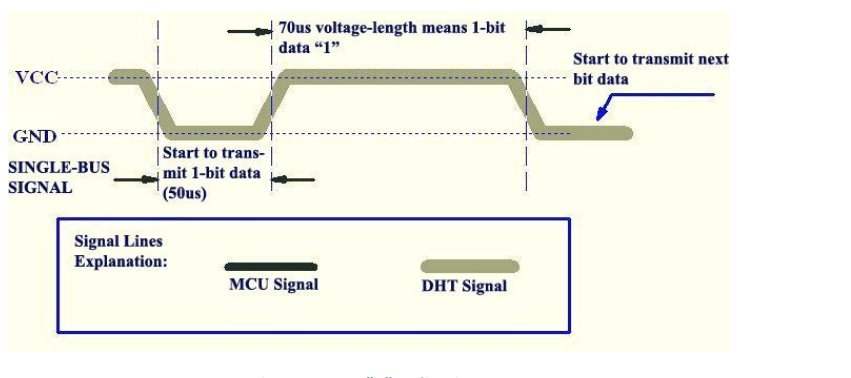 70us voltage-length means 1-bit
data “1”
Start to transmit next
bit data
VCC
GND
Start to trans-
mit 1-bit data
(50us)
SINGLE-BUS
SIGNAL
Signal Lines
Explanation:
MCU Signal
DHT Signal